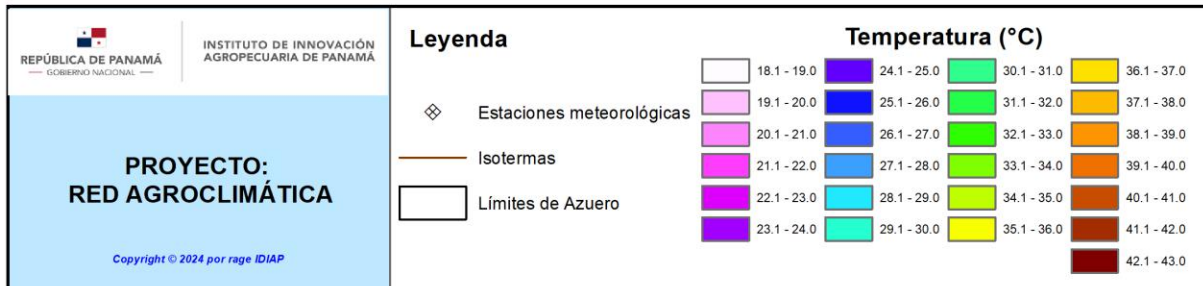 REPÚBLICA DE PANAMÁ
— GOBIERNO NACIONAL —
INSTITUTO DE INNOVACIÓN
AGROPECUARIA DE PANAMÁ
PROYECTO:
RED AGROCLIMÁTICA
Copyright © 2024 por rage IDIAP
Leyenda
Estaciones meteorológicas
Isotermas
Límites de Azuero
Temperatura (°C)
18.1 - 19.0
19.1 - 20.0
20.1 - 21.0
21.1 - 22.0
22.1 - 23.0
23.1 - 24.0
24.1 - 25.0
25.1 - 26.0
26.1 - 27.0
27.1 - 28.0
28.1 - 29.0
29.1 - 30.0
30.1 - 31.0
31.1 - 32.0
32.1 - 33.0
33.1 - 34.0
34.1 - 35.0
35.1 - 36.0
36.1 - 37.0
37.1 - 38.0
38.1 - 39.0
39.1 - 40.0
40.1 - 41.0
41.1 - 42.0
42.1 - 43.0